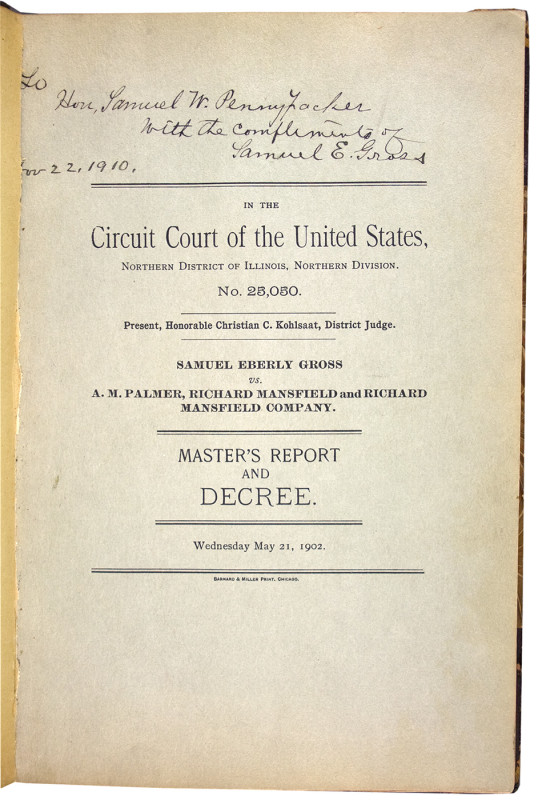 To
Hon, Samuel W. Pennypacker
With the compliments of
Samuel E. Gross
Nov 22, 1910.
IN THE
Circuit Court of the United States,
NORTHERN DISTRICT OF ILLINOIS, NORTHERN DIVISION.
No. 25,050.
Present, Honorable Christian C. Kohlsaat, District Judge.
SAMUEL EBERLY GROSS
vs.
A. M. PALMER, RICHARD MANSFIELD and RICHARD
MANSFIELD COMPANY.
MASTER'S REPORT
AND
DECREE.
Wednesday May 21, 1902.
BARNARD & MILLER PRINT, CHICAGO.